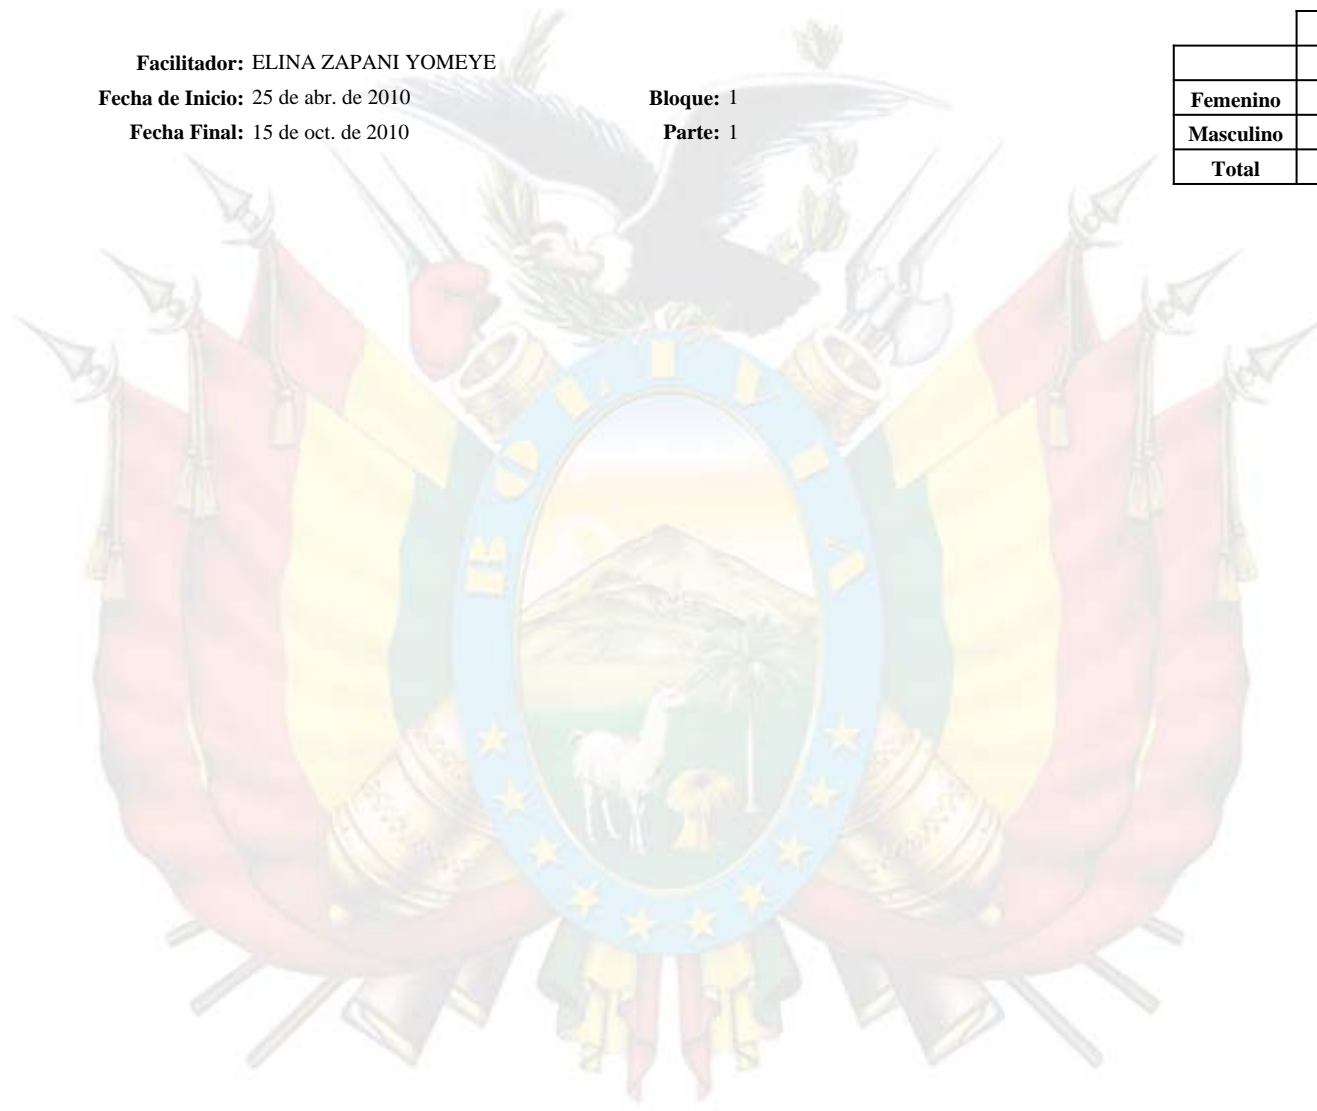 Facilitador: ELINA ZAPANI YOMEYE
Fecha de Inicio: 25 de abr. de 2010 Bloque: 1
Fecha Final: 15 de oct. de 2010 Parte: 1
Femenino
Masculino
Total
BOLIVIA